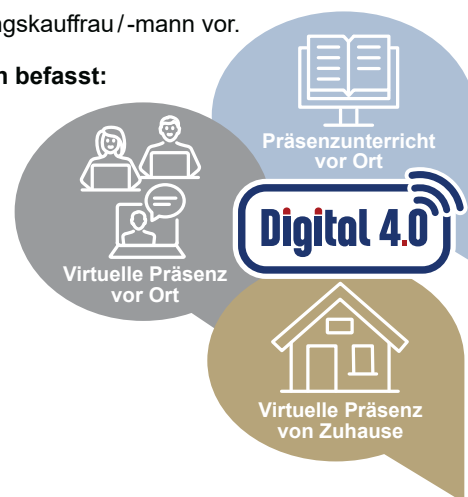 ngskauffrau/-mann vor.
befasst:
Präsenzunterricht
vor Ort
Digital 4.0
Virtuelle Präsenz
vor Ort
Virtuelle Präsenz
von Zuhause